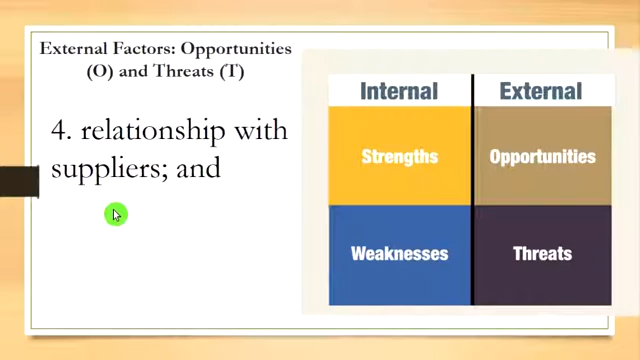 External Factors: Opportunities
(O) and Threats (T)
4. relationship with
suppliers; and
Internal External
Strengths Opportunities
Weaknesses Threats